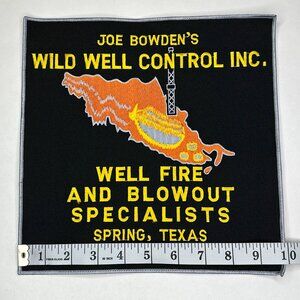 JOE BOWDEN'S
WILD WELL CONTROL INC.
WELL FIRE
AND BLOWOUT
SPECIALISTS
SPRING, TEXAS
1 2 3 4 5 6 7 8 9 10